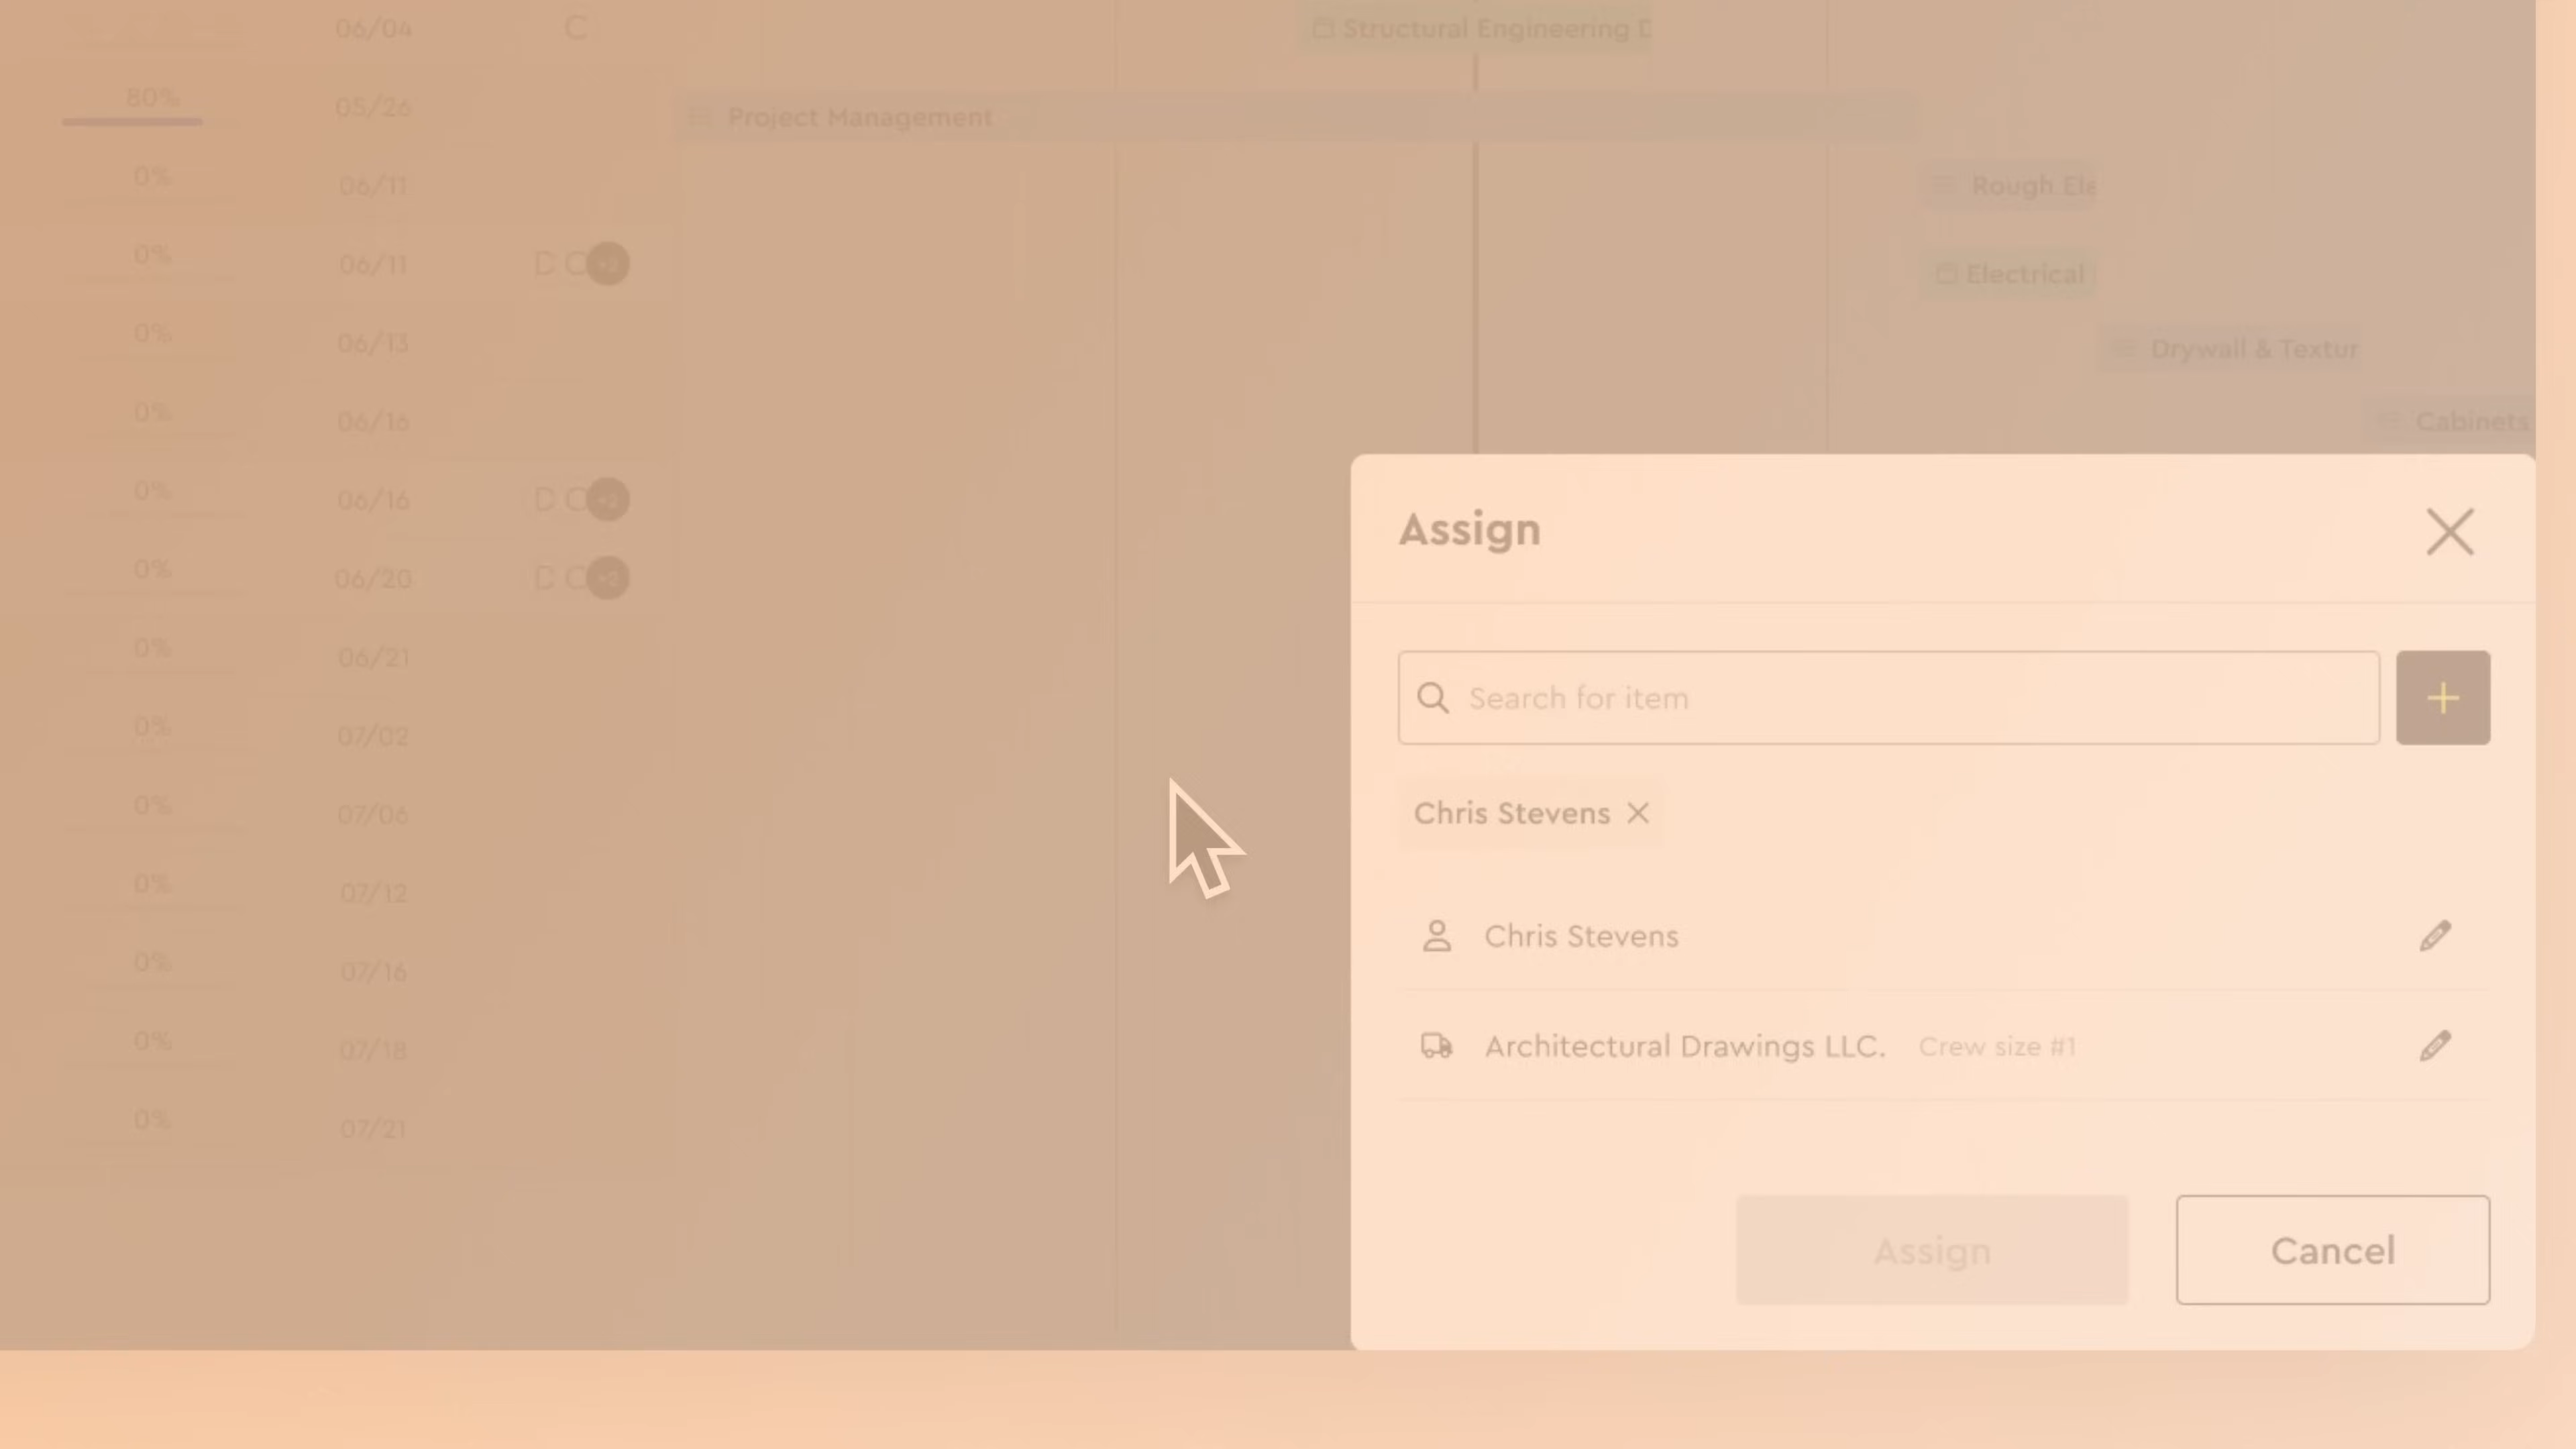 06/04 C Structural Engineering D
80% 05/26 Project Management
0% 06/11 Rough Ele
0% 06/11 D C +2 Electrical
0% 06/13 Drywall & Textur
0% 06/16 Cabinets
0% 06/16 D C +2
0% 06/20 D C
0% 06/21
0% 07/02
0% 07/06
0% 07/12
0% 07/16
0% 07/18
0% 07/21
Assign
Search for item
Chris Stevens
Chris Stevens
Architectural Drawings LLC. Crew size #1
Assign Cancel